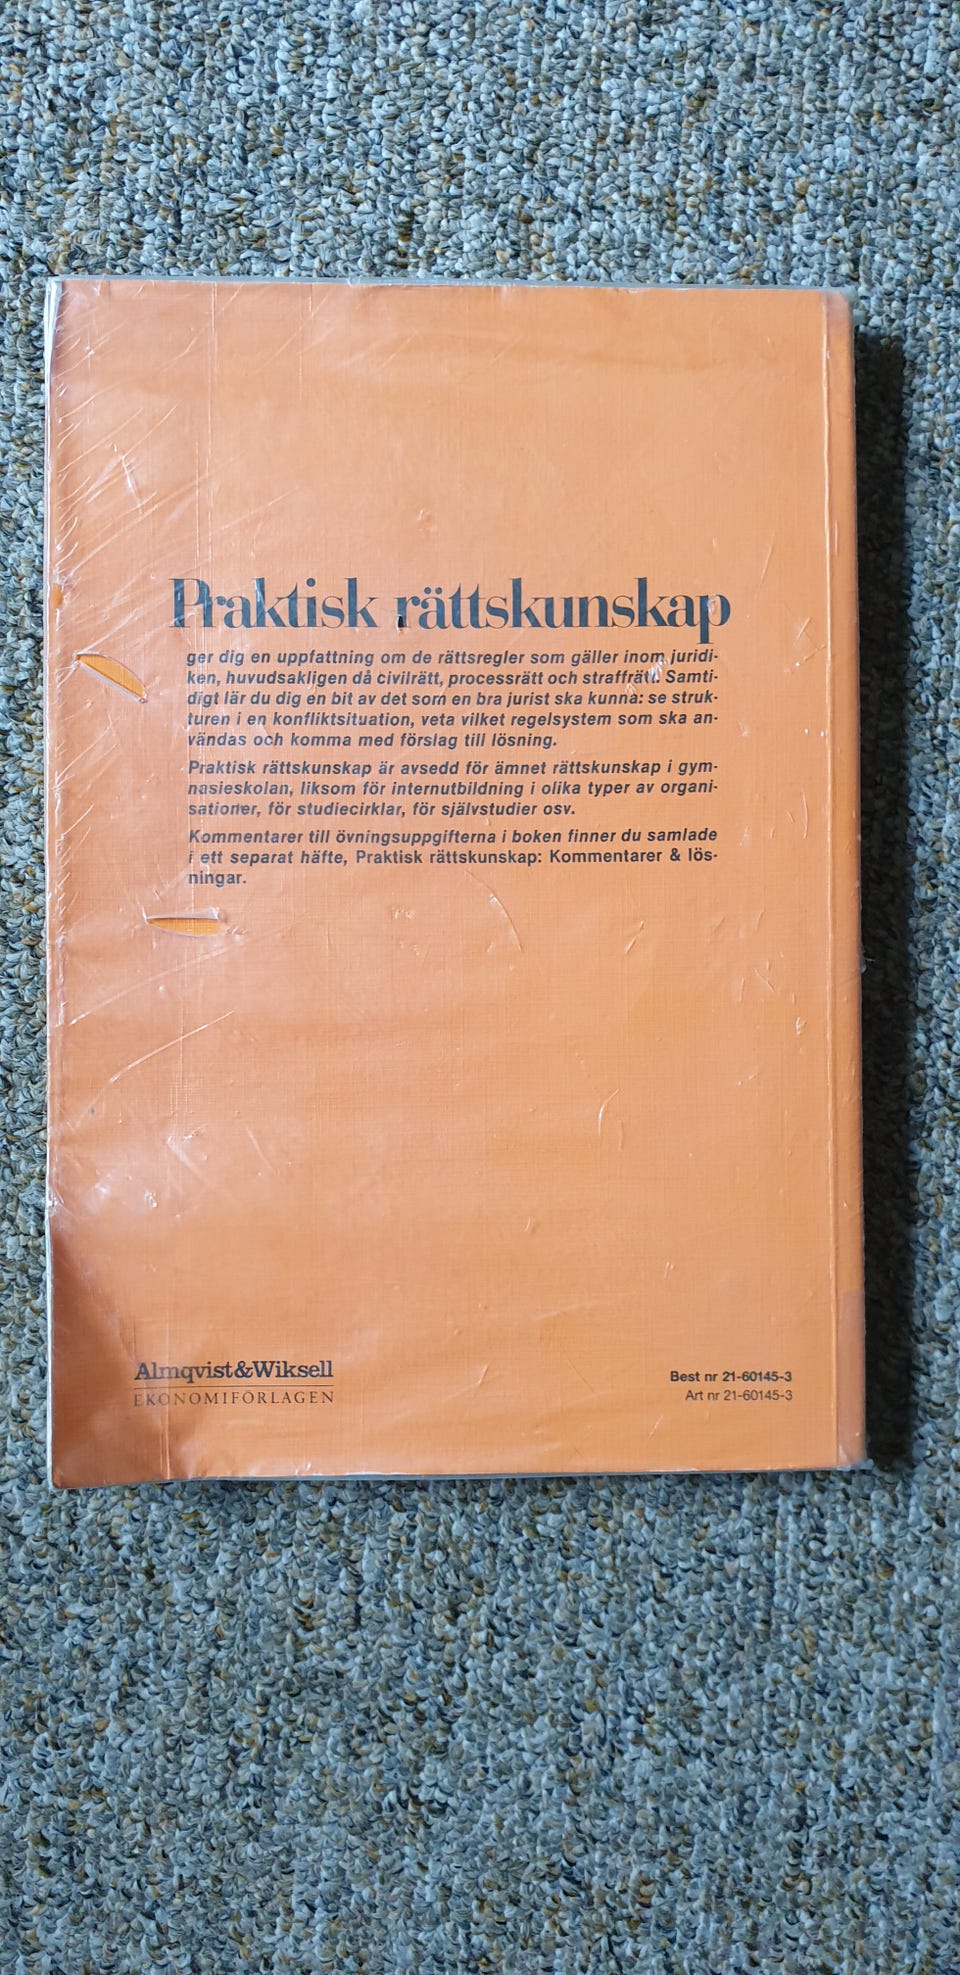 Praktisk rättskunskap
ger dig en uppfattning om de rättsregler som gäller inom juridi-
ken, huvudsakligen då civilrätt, processrätt och straffrätt. Samti-
digt lär du dig en bit av det som en bra jurist ska kunna: se struk-
turen i en konfliktsituation, veta vilket regelsystem som ska an-
vändas och komma med förslag till lösning.
Praktisk rättskunskap är avsedd för ämnet rättskunskap i gym-
nasieskolan, liksom för internutbildning i olika typer av organi-
sationer, för studiecirklar, för självstudier osv.
Kommentarer till övningsuppgifterna i boken finner du samlade
i ett separat häfte, Praktisk rättskunskap: Kommentarer & lös-
ningar.
Almqvist&Wiksell
EKONOMIFÖRLAGEN
Best nr 21-60145-3
Art nr 21-60145-3